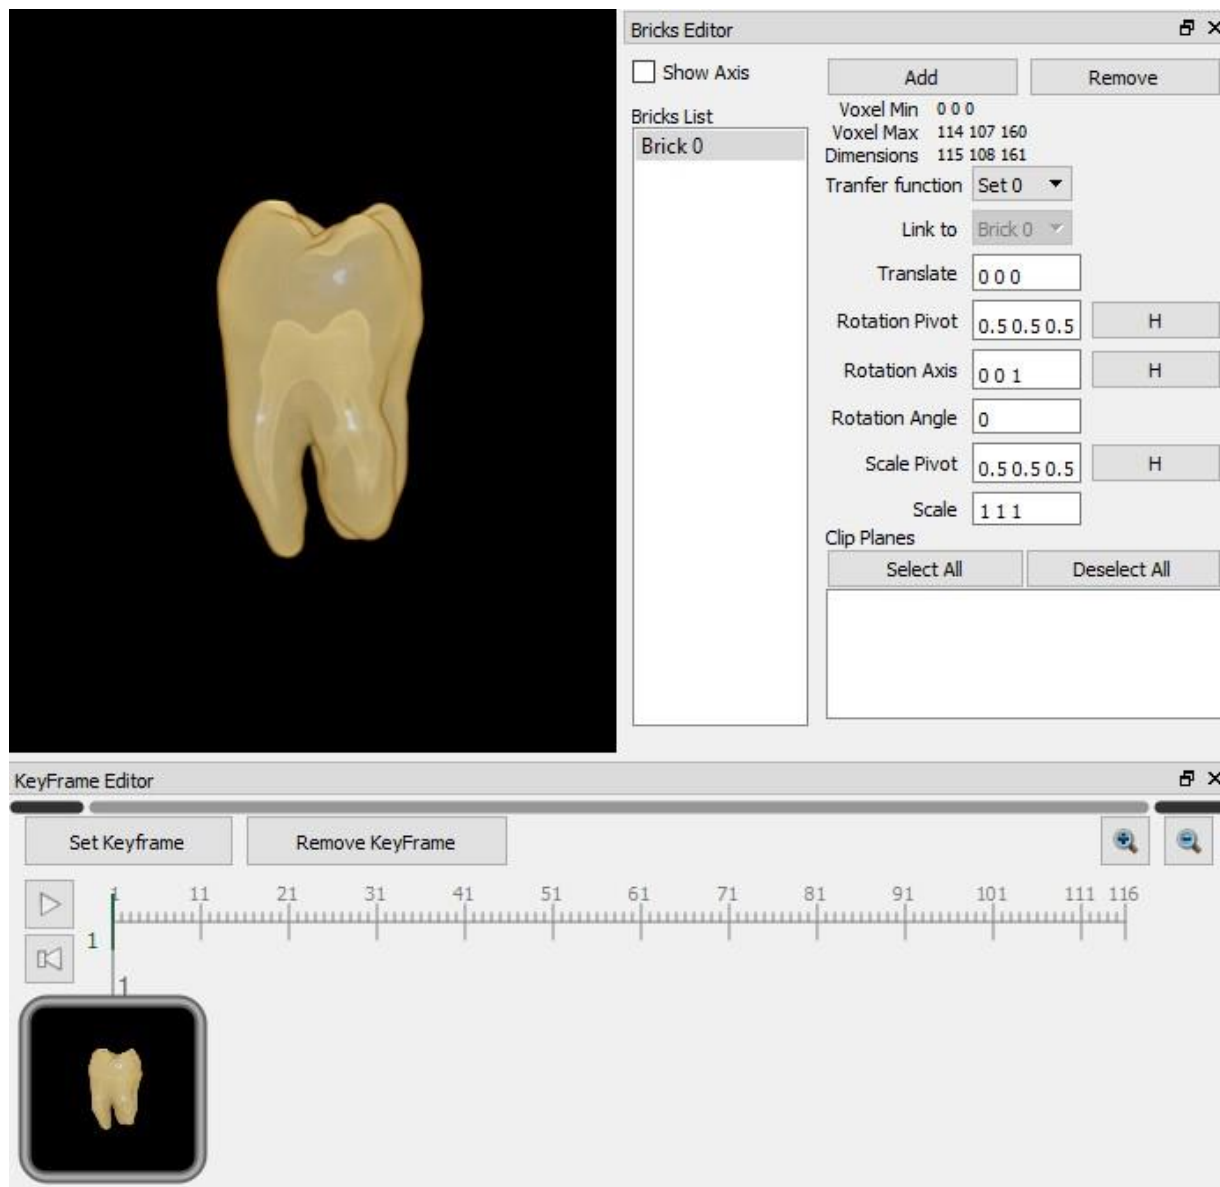 Bricks Editor
Show Axis
Add Remove
Bricks List
Voxel Min 0 0 0
Voxel Max 114 107 160
Dimensions 115 108 161
Brick 0
Tranfer function Set 0
Link to Brick 0
Translate 0 0 0
Rotation Pivot 0.5 0.5 0.5 H
Rotation Axis 0 0 1 H
Rotation Angle 0
Scale Pivot 0.5 0.5 0.5 H
Scale 1 1 1
Clip Planes
Select All Deselect All
KeyFrame Editor
Set Keyframe Remove KeyFrame
1 11 21 31 41 51 61 71 81 91 101 111 116
1
1